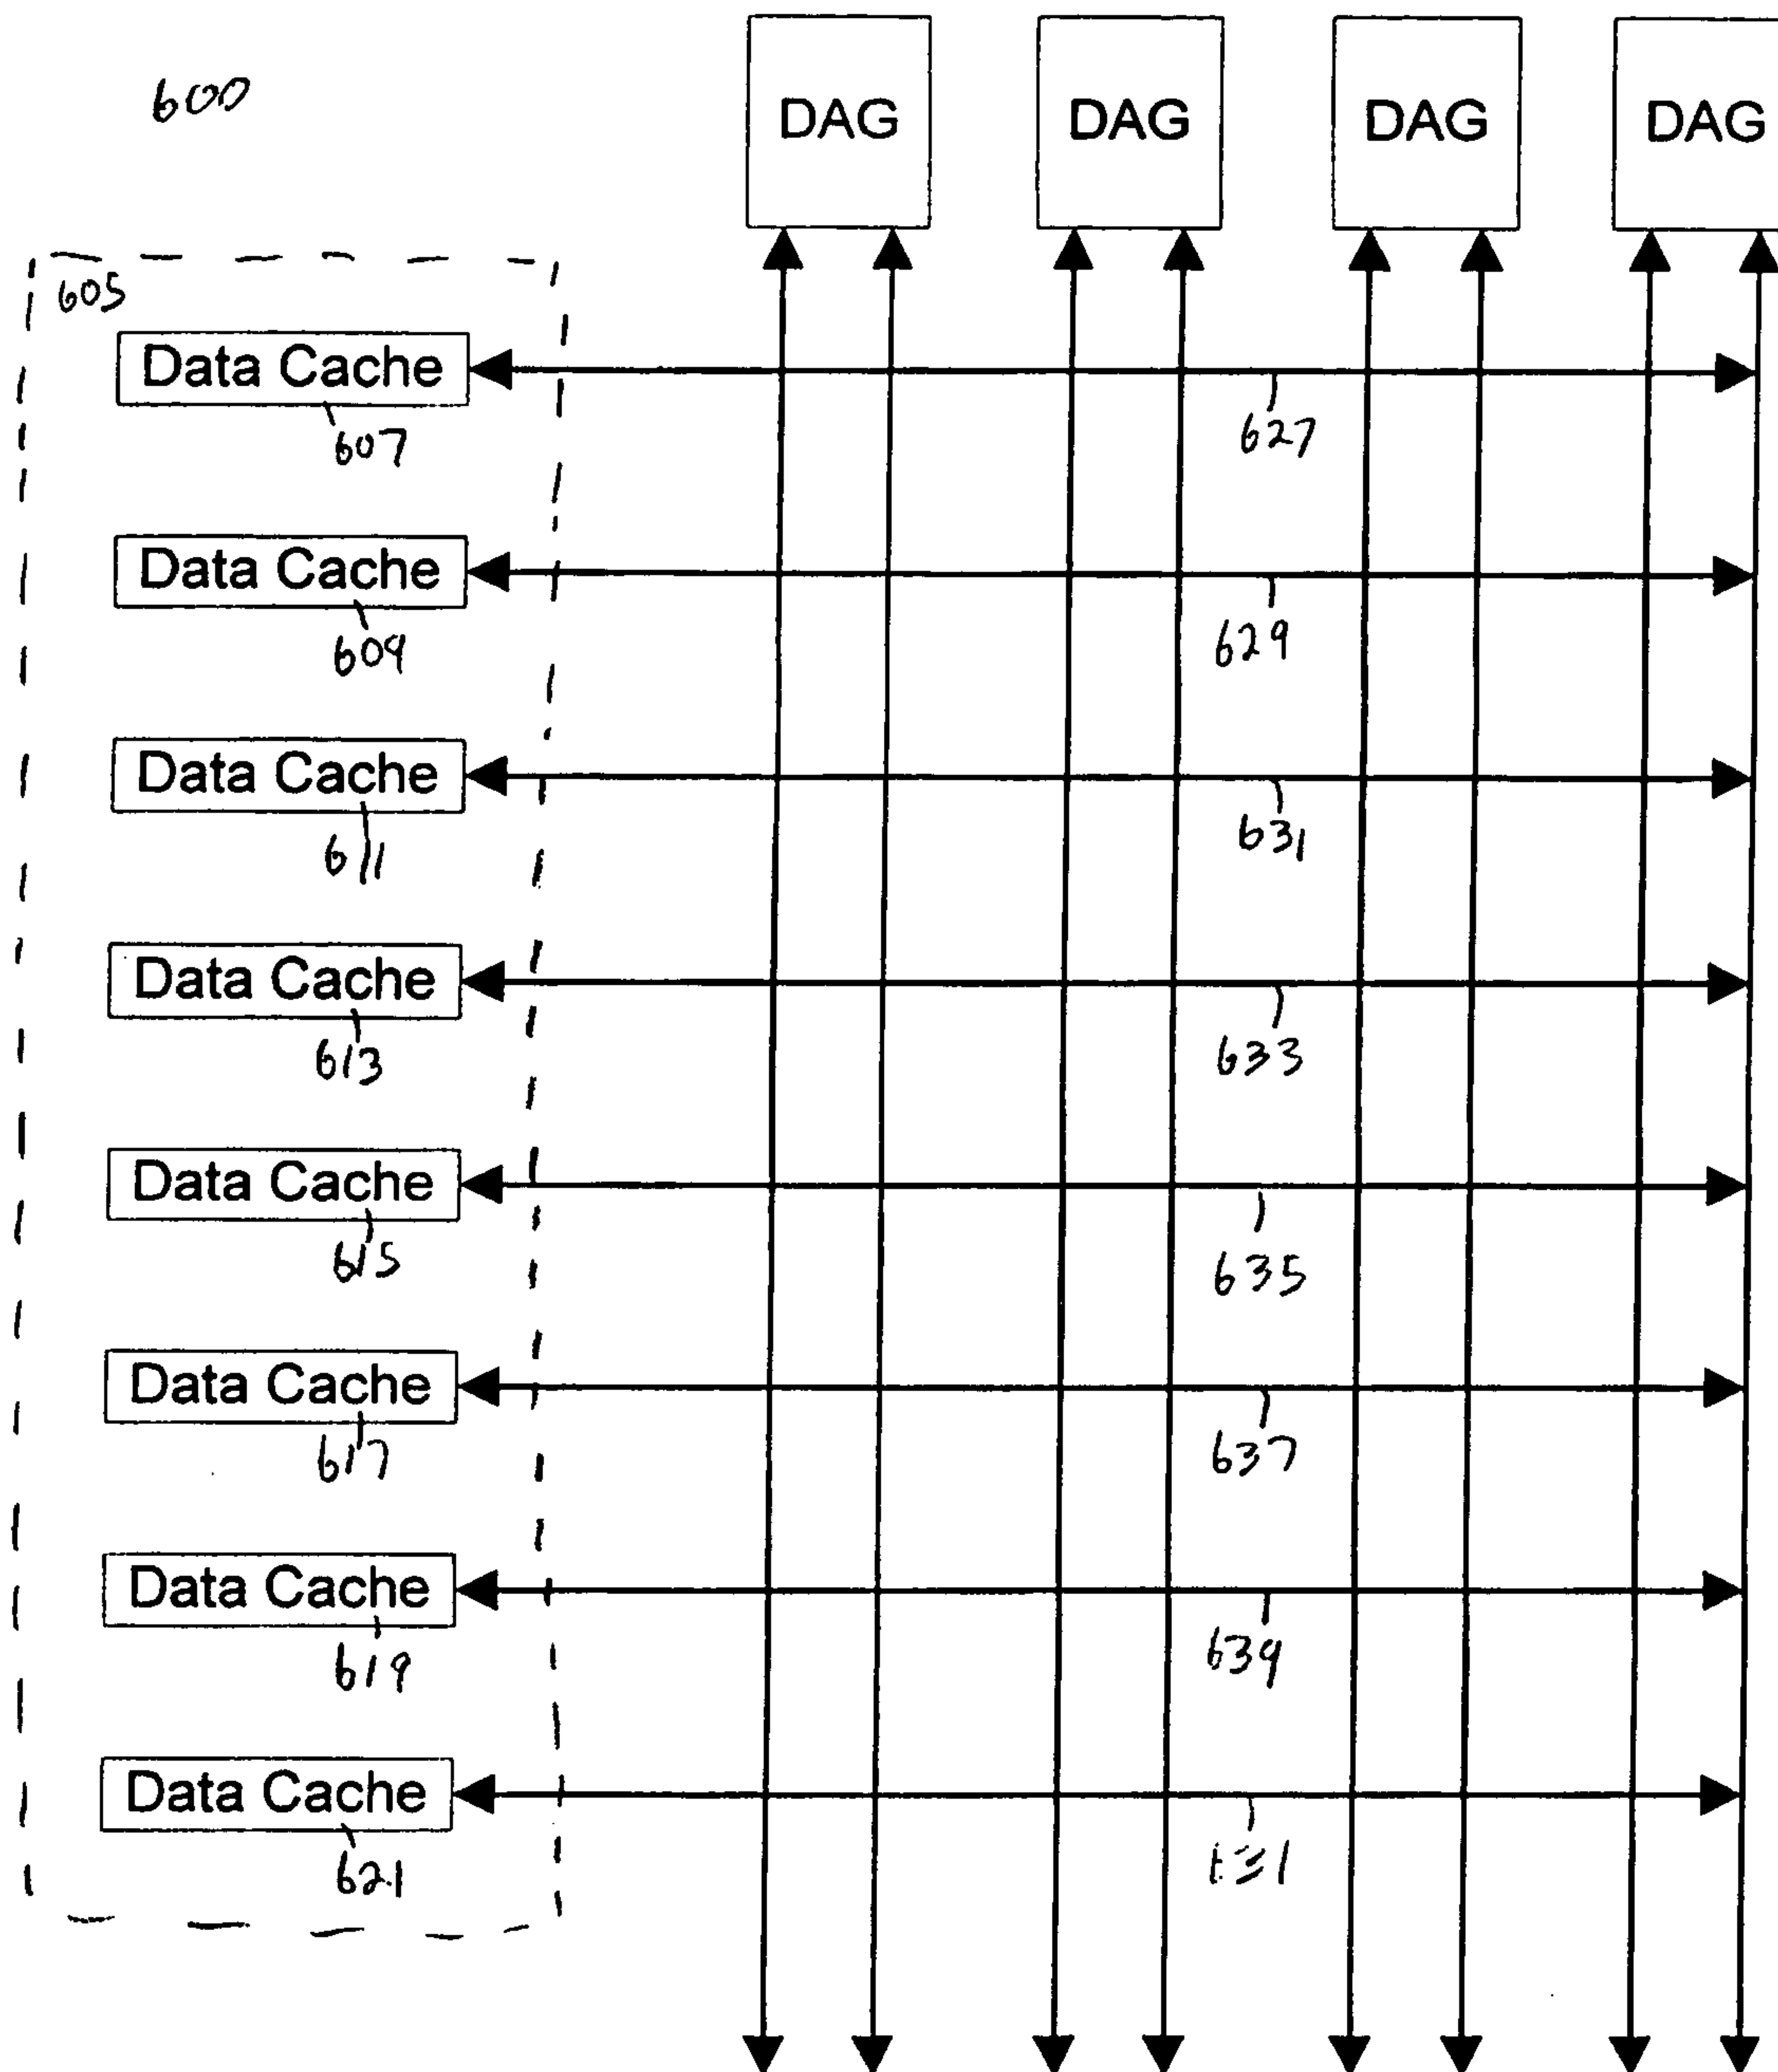 600
DAG DAG DAG DAG
605
Data Cache
607
627
Data Cache
609
629
Data Cache
611
631
Data Cache
613
633
Data Cache
615
635
Data Cache
617
637
Data Cache
619
639
Data Cache
621